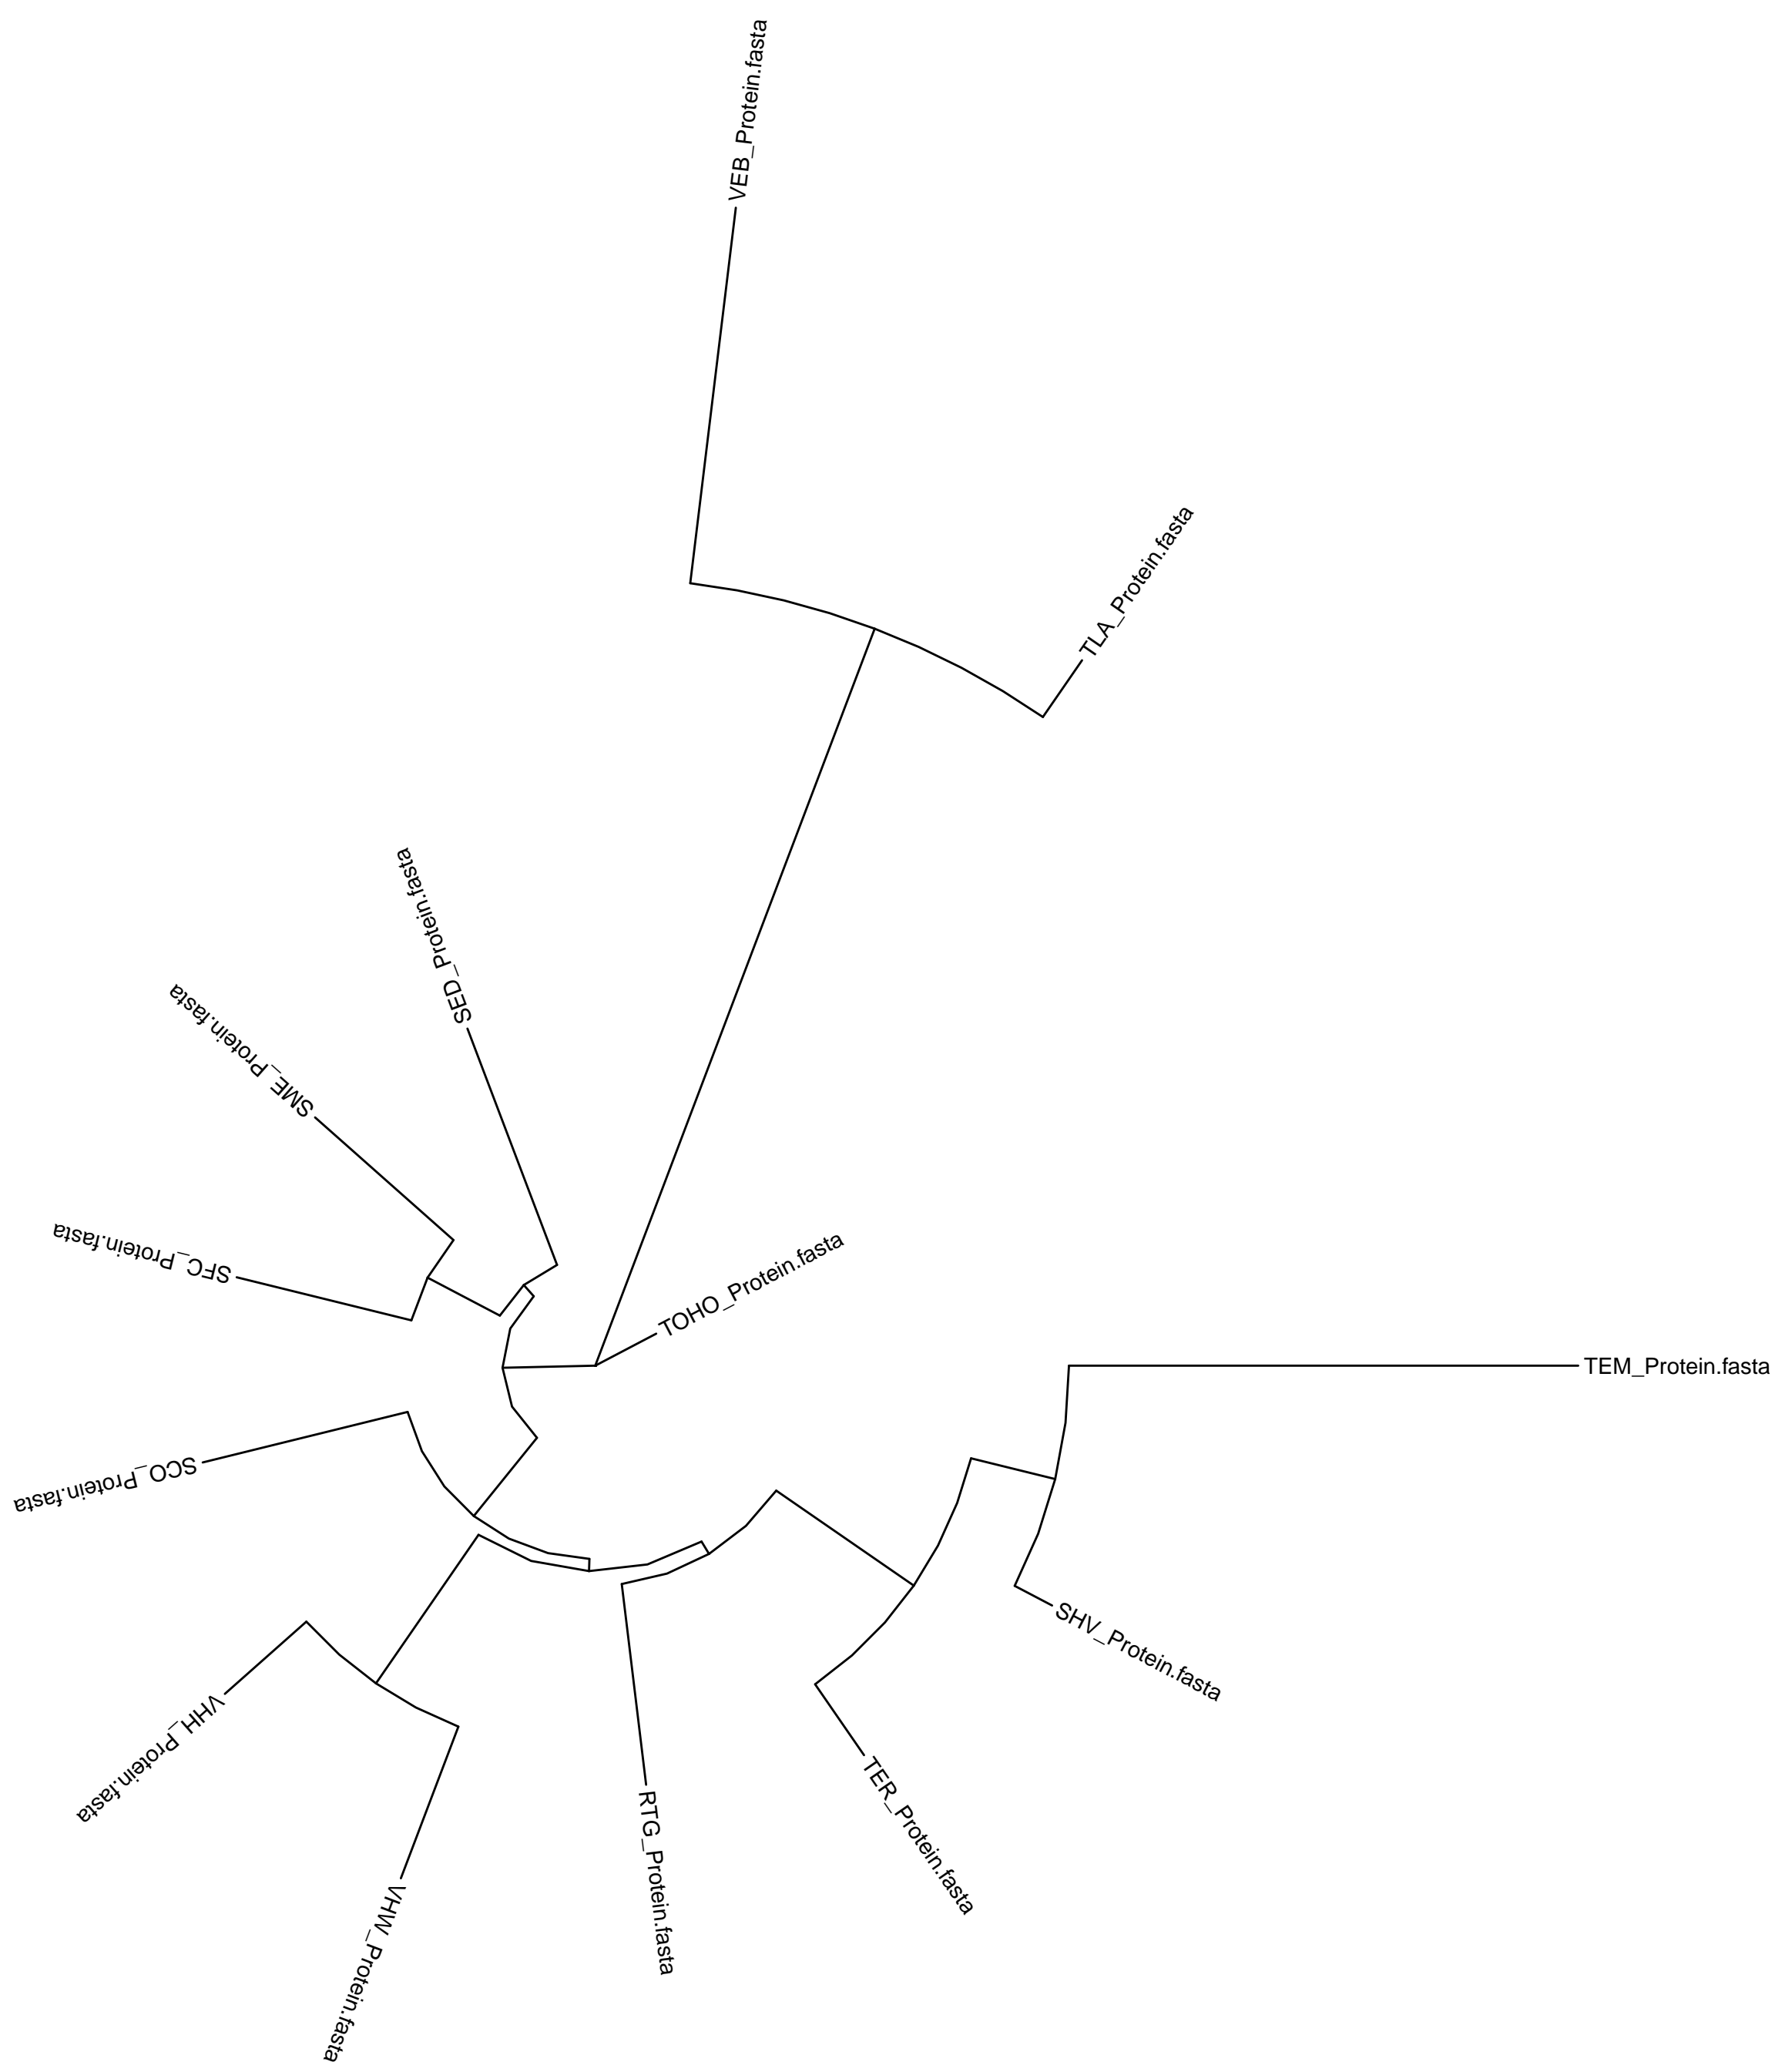 VEB_Protein.fasta
TLA_Protein.fasta
SED_Protein.fasta
SME_Protein.fasta
SFC_Protein.fasta
TOHO_Protein.fasta
TEM_Protein.fasta
SCO_Protein.fasta
SHV_Protein.fasta
VHH_Protein.fasta
TER_Protein.fasta
RTG_Protein.fasta
VHW_Protein.fasta